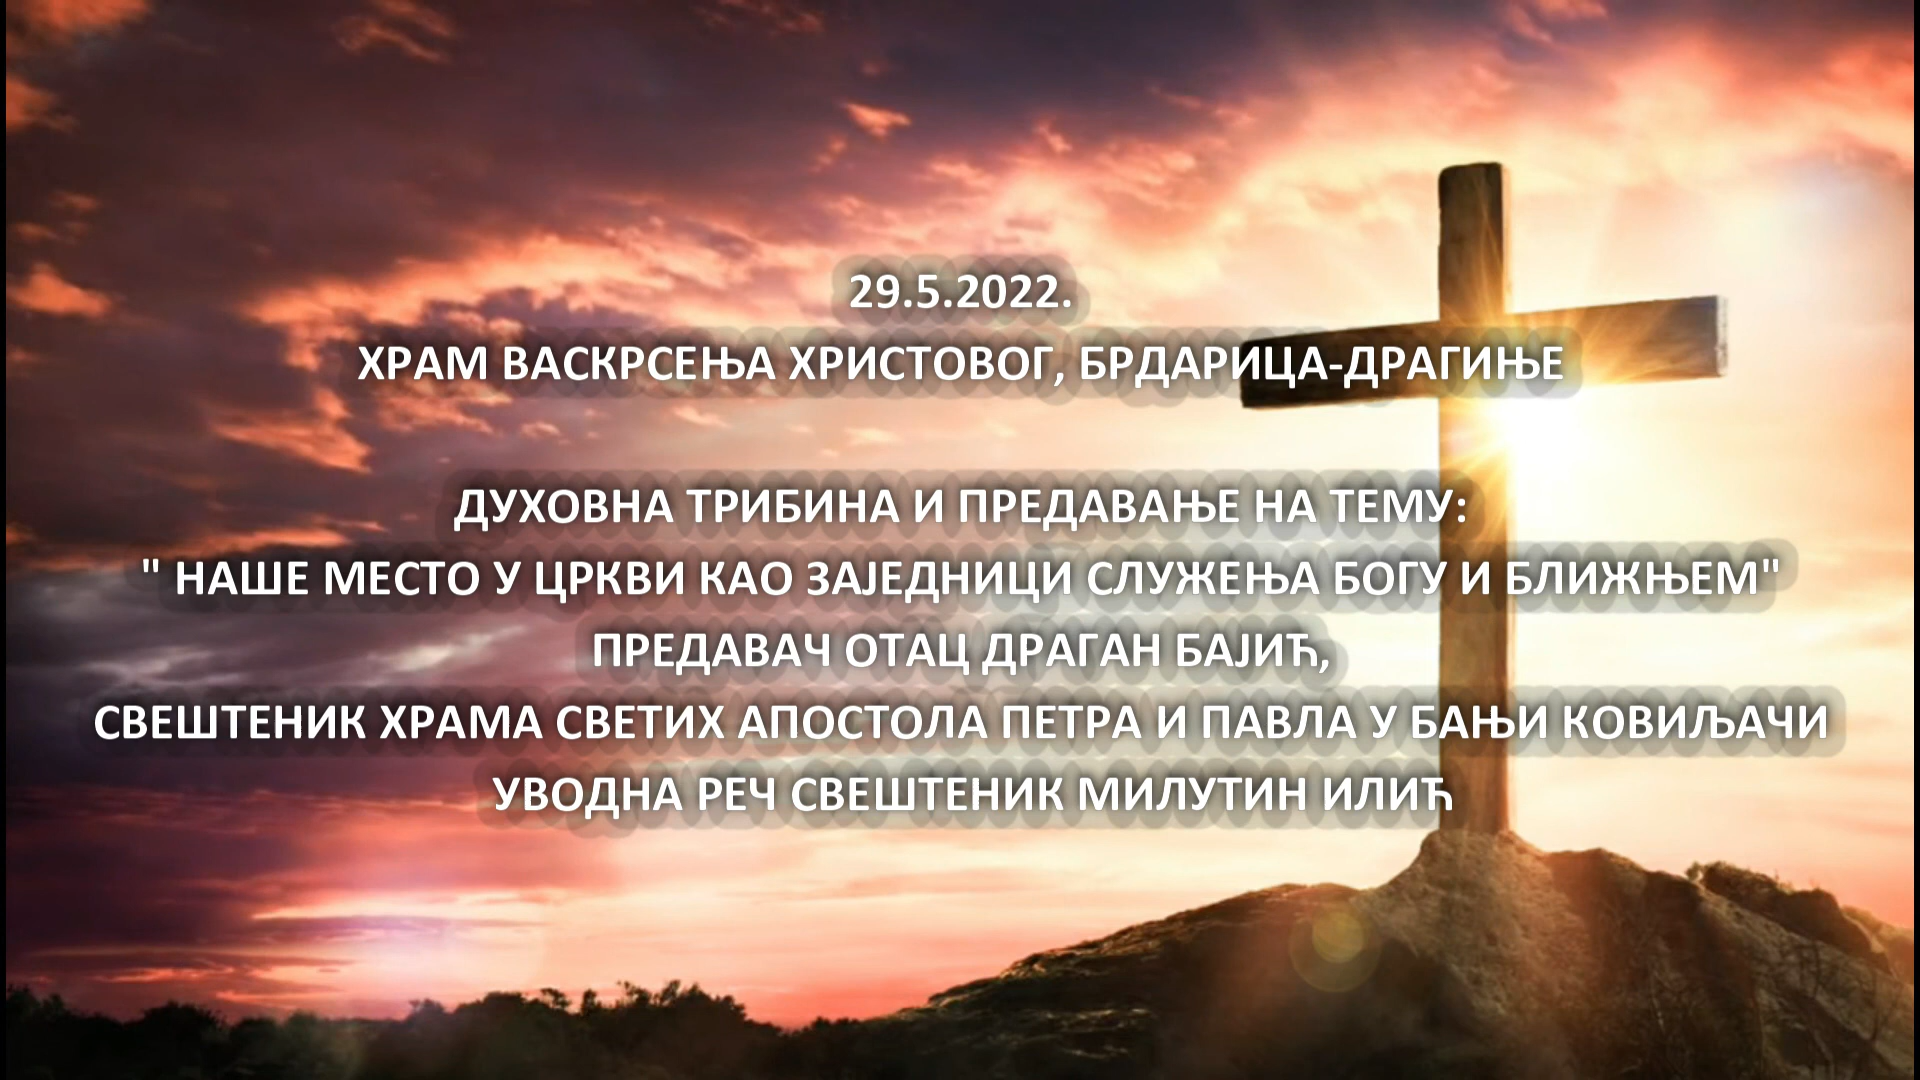 29.5.2022.
ХРАМ ВАСКРСЕЊА ХРИСТОВОГ, БРДАРИЦА-ДРАГИЊЕ
ДУХОВНА ТРИБИНА И ПРЕДАВАЊЕ НА ТЕМУ:
" НАШЕ МЕСТО У ЦРКВИ КАО ЗАЈЕДНИЦИ СЛУЖЕЊА БОГУ И БЛИЖЊЕМ"
ПРЕДАВАЧ ОТАЦ ДРАГАН БАЈИЋ,
СВЕШТЕНИК ХРАМА СВЕТИХ АПОСТОЛА ПЕТРА И ПАВЛА У БАЊИ КОВИЉАЧИ
УВОДНА РЕЧ СВЕШТЕНИК МИЛУТИН ИЛИЋ